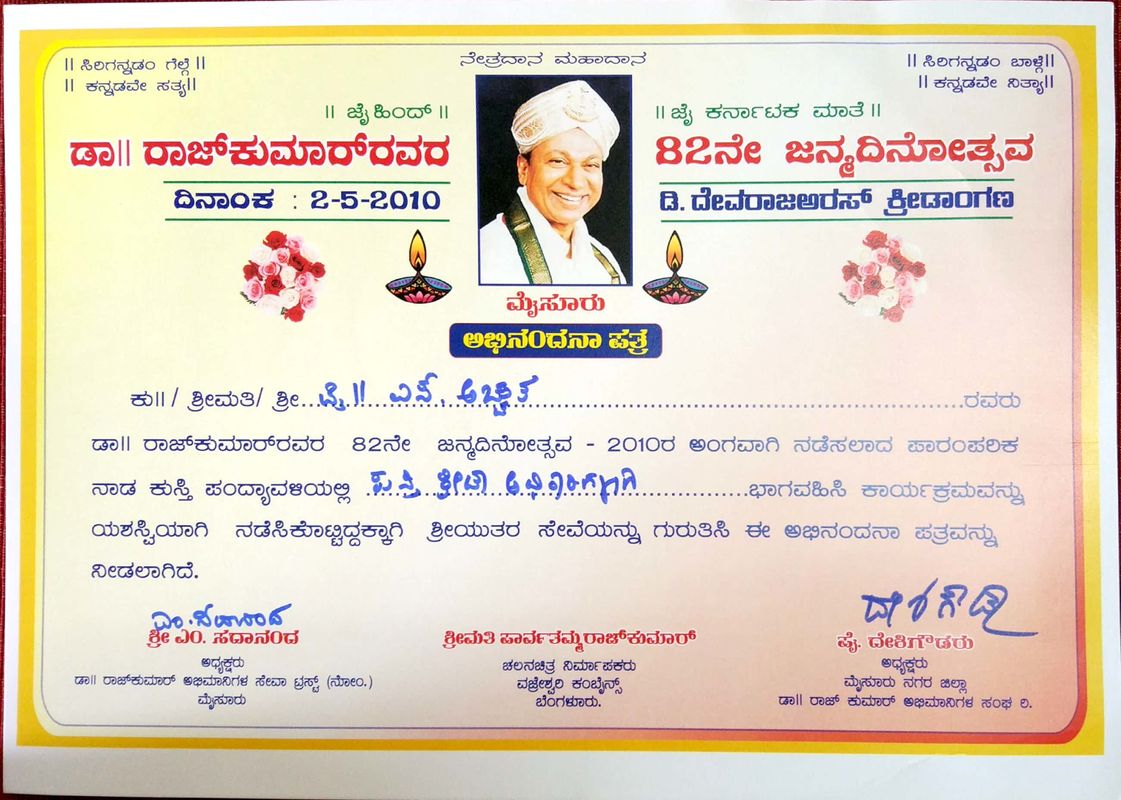 || ಸಿರಿಗನ್ನಡಂ ಗೆಲ್ಗೆ || ನೇತ್ರದಾನ ಮಹಾದಾನ || ಸಿರಿಗನ್ನಡಂ ಬಾಳ್ಗೆ||
|| ಕನ್ನಡವೇ ಸತ್ಯ|| || ಕನ್ನಡವೇ ನಿತ್ಯಾ||
|| ಜೈಹಿಂದ್ || || ಜೈ ಕರ್ನಾಟಕ ಮಾತೆ ||
ಡಾ|| ರಾಜ್‌ಕುಮಾರ್‌ರವರ 82ನೇ ಜನ್ಮದಿನೋತ್ಸವ
ದಿನಾಂಕ : 2-5-2010 ಡಿ. ದೇವರಾಜಅರಸ್ ಕ್ರೀಡಾಂಗಣ
ಮೈಸೂರು
ಅಭಿನಂದನಾ ಪತ್ರ
ಕು|| / ಶ್ರೀಮತಿ/ ಶ್ರೀ... ಎನ್. ...ರವರು
ಡಾ|| ರಾಜ್‌ಕುಮಾರ್‌ರವರ 82ನೇ ಜನ್ಮದಿನೋತ್ಸವ - 2010ರ ಅಂಗವಾಗಿ ನಡೆಸಲಾದ ಪಾರಂಪರಿಕ
ನಾಡ ಕುಸ್ತಿ ಪಂದ್ಯಾವಳಿಯಲ್ಲಿ ... ಕುಸ್ತಿ ...ಭಾಗವಹಿಸಿ ಕಾರ್ಯಕ್ರಮವನ್ನು
ಯಶಸ್ವಿಯಾಗಿ ನಡೆಸಿಕೊಟ್ಟಿದ್ದಕ್ಕಾಗಿ ಶ್ರೀಯುತರ ಸೇವೆಯನ್ನು ಗುರುತಿಸಿ ಈ ಅಭಿನಂದನಾ ಪತ್ರವನ್ನು
ನೀಡಲಾಗಿದೆ.
ಎಂ. ಸದಾನಂದ
ಶ್ರೀ ಎಂ. ಸದಾನಂದ ಶ್ರೀಮತಿ ಪಾರ್ವತಮ್ಮರಾಜ್‌ಕುಮಾರ್ ಪೈ. ದೇಶಿಗೌಡರು
ಅಧ್ಯಕ್ಷರು ಚಲನಚಿತ್ರ ನಿರ್ಮಾಪಕರು ಅಧ್ಯಕ್ಷರು
ಡಾ|| ರಾಜ್‌ಕುಮಾರ್ ಅಭಿಮಾನಿಗಳ ಸೇವಾ ಟ್ರಸ್ಟ್ (ನೋಂ.) ವಜ್ರೇಶ್ವರಿ ಕಂಬೈನ್ಸ್ ಮೈಸೂರು ನಗರ ಜಿಲ್ಲಾ
ಮೈಸೂರು ಬೆಂಗಳೂರು. ಡಾ|| ರಾಜ್ ಕುಮಾರ್ ಅಭಿಮಾನಿಗಳ ಸಂಘ ರಿ.